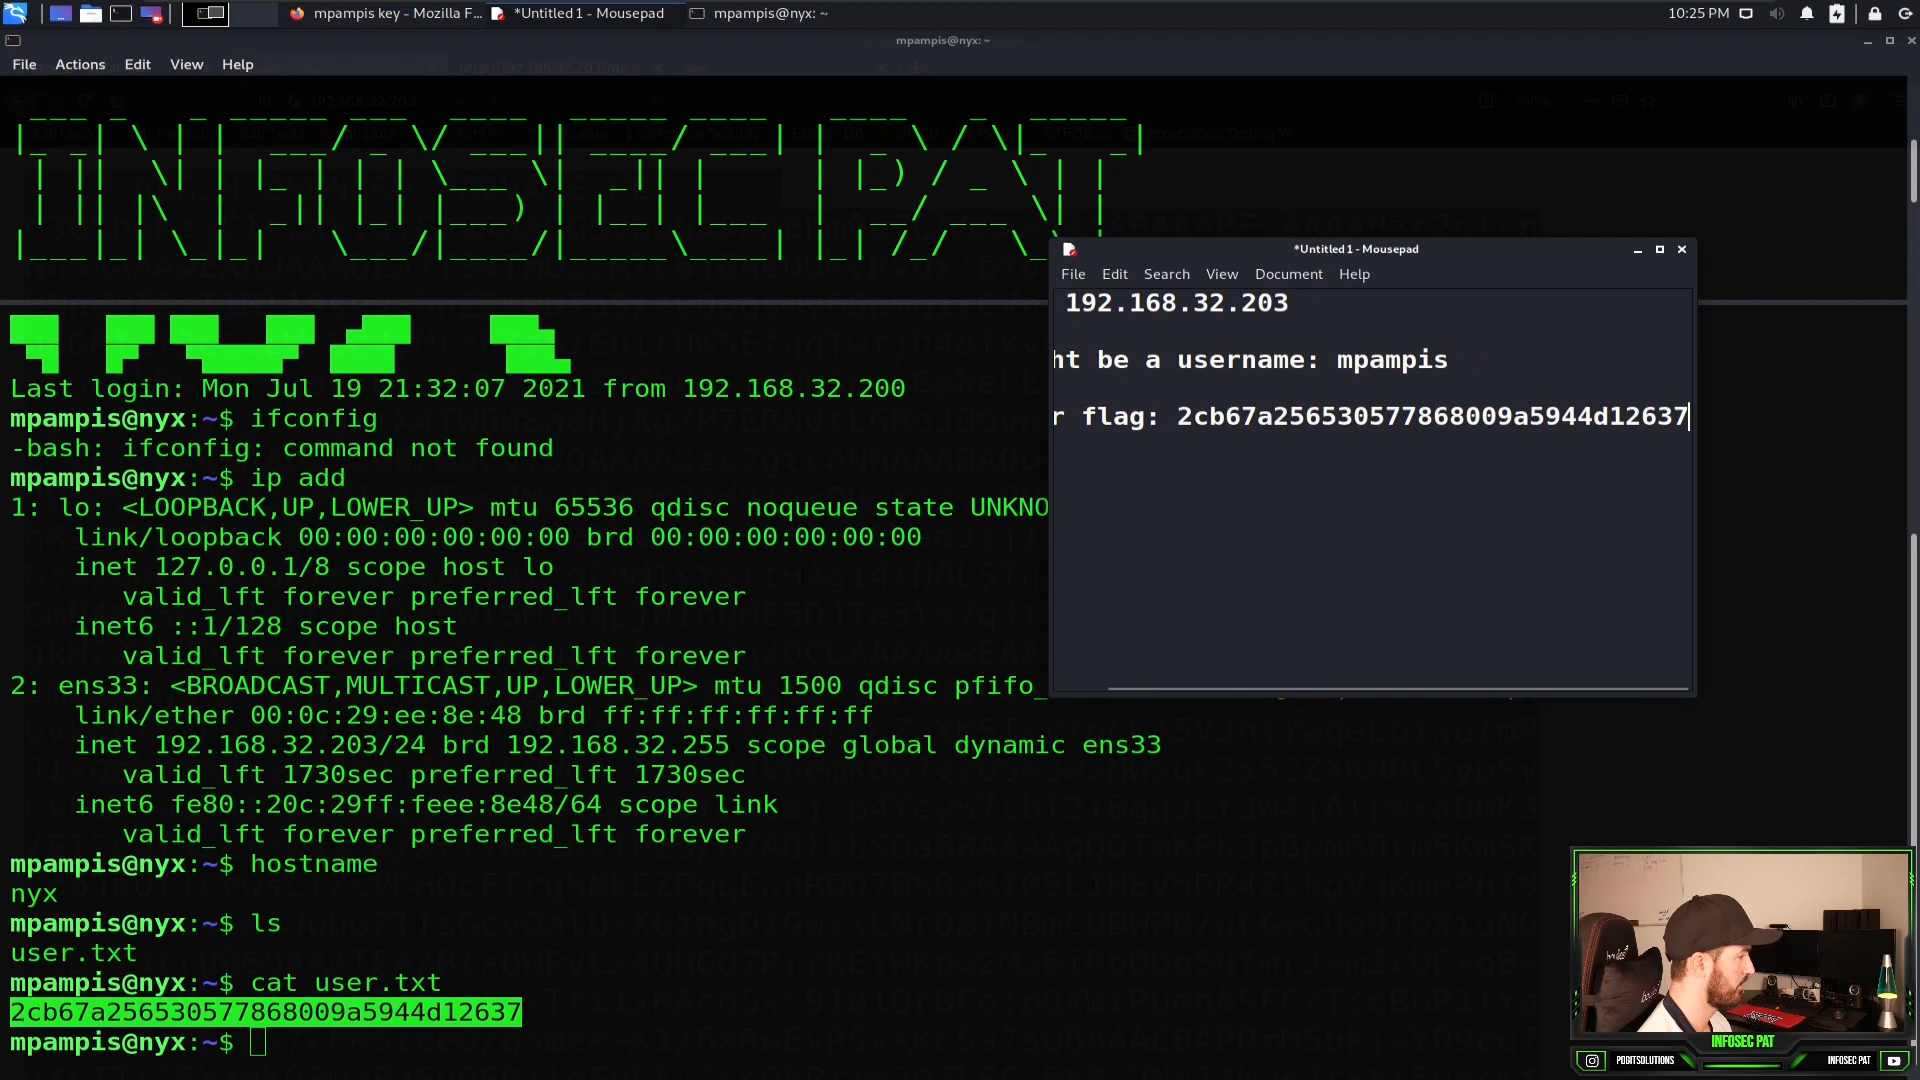 mpampis key - Mozilla F...
*Untitled 1 - Mousepad
mpampis@nyx: ~
10:25 PM
mpampis@nyx: ~
File Actions Edit View Help
INFOSEC PAT
Last login: Mon Jul 19 21:32:07 2021 from 192.168.32.200
mpampis@nyx:~$ ifconfig
-bash: ifconfig: command not found
mpampis@nyx:~$ ip add
1: lo: <LOOPBACK,UP,LOWER_UP> mtu 65536 qdisc noqueue state UNKNO
link/loopback 00:00:00:00:00:00 brd 00:00:00:00:00:00
inet 127.0.0.1/8 scope host lo
valid_lft forever preferred_lft forever
inet6 ::1/128 scope host
valid_lft forever preferred_lft forever
2: ens33: <BROADCAST,MULTICAST,UP,LOWER_UP> mtu 1500 qdisc pfifo_
link/ether 00:0c:29:ee:8e:48 brd ff:ff:ff:ff:ff:ff
inet 192.168.32.203/24 brd 192.168.32.255 scope global dynamic ens33
valid_lft 1730sec preferred_lft 1730sec
inet6 fe80::20c:29ff:feee:8e48/64 scope link
valid_lft forever preferred_lft forever
mpampis@nyx:~$ hostname
nyx
mpampis@nyx:~$ ls
user.txt
mpampis@nyx:~$ cat user.txt
2cb67a256530577868009a5944d12637
mpampis@nyx:~$
*Untitled 1 - Mousepad
File Edit Search View Document Help
192.168.32.203
ht be a username: mpampis
r flag: 2cb67a256530577868009a5944d12637
INFOSEC PAT
PDDITSOLUTIONS
INFOSEC PAT